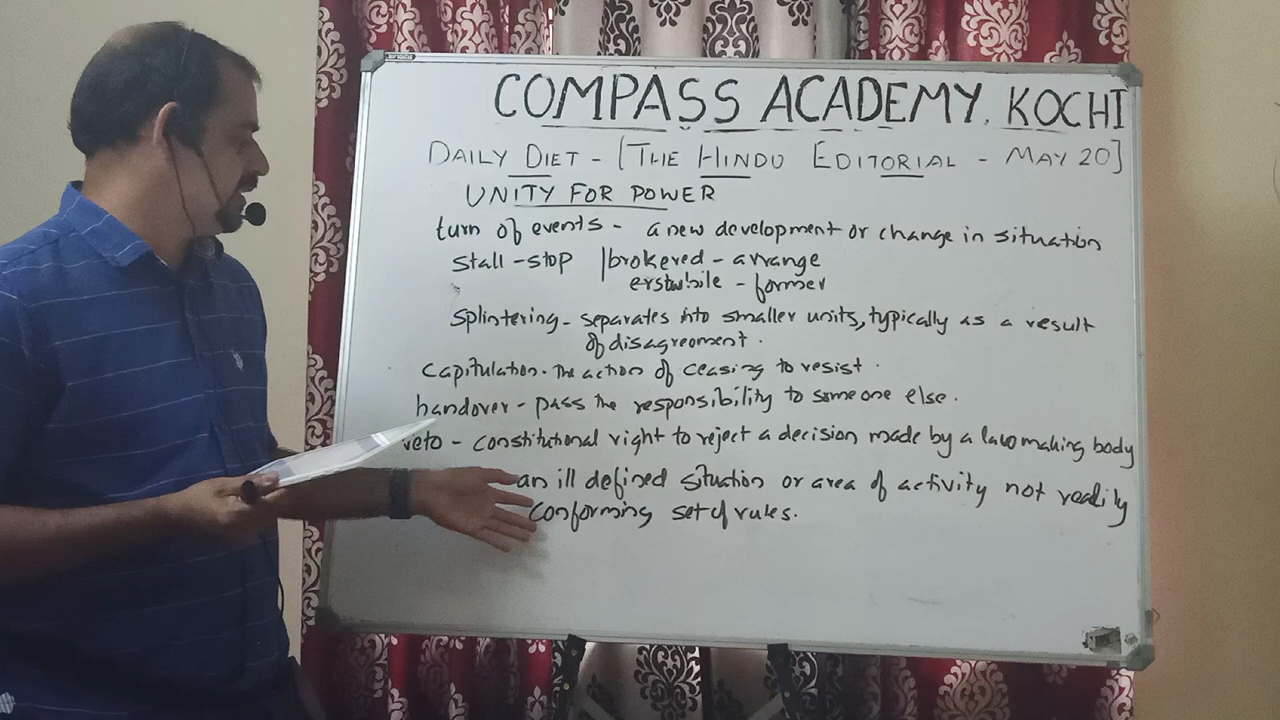 COMPASS ACADEMY, KOCHI
DAILY DIET - [THE HINDU EDITORIAL - MAY 20]
UNITY FOR POWER
turn of events - a new development or change in situation
stall - stop | brokered - arrange
erstwhile - former
splintering - separates into smaller units, typically as a result
of disagreement.
capitulation - The action of ceasing to resist.
handover - pass the responsibility to someone else.
veto - constitutional right to reject a decision made by a law making body
an ill defined situation or area of activity not readily
conforming set of rules.